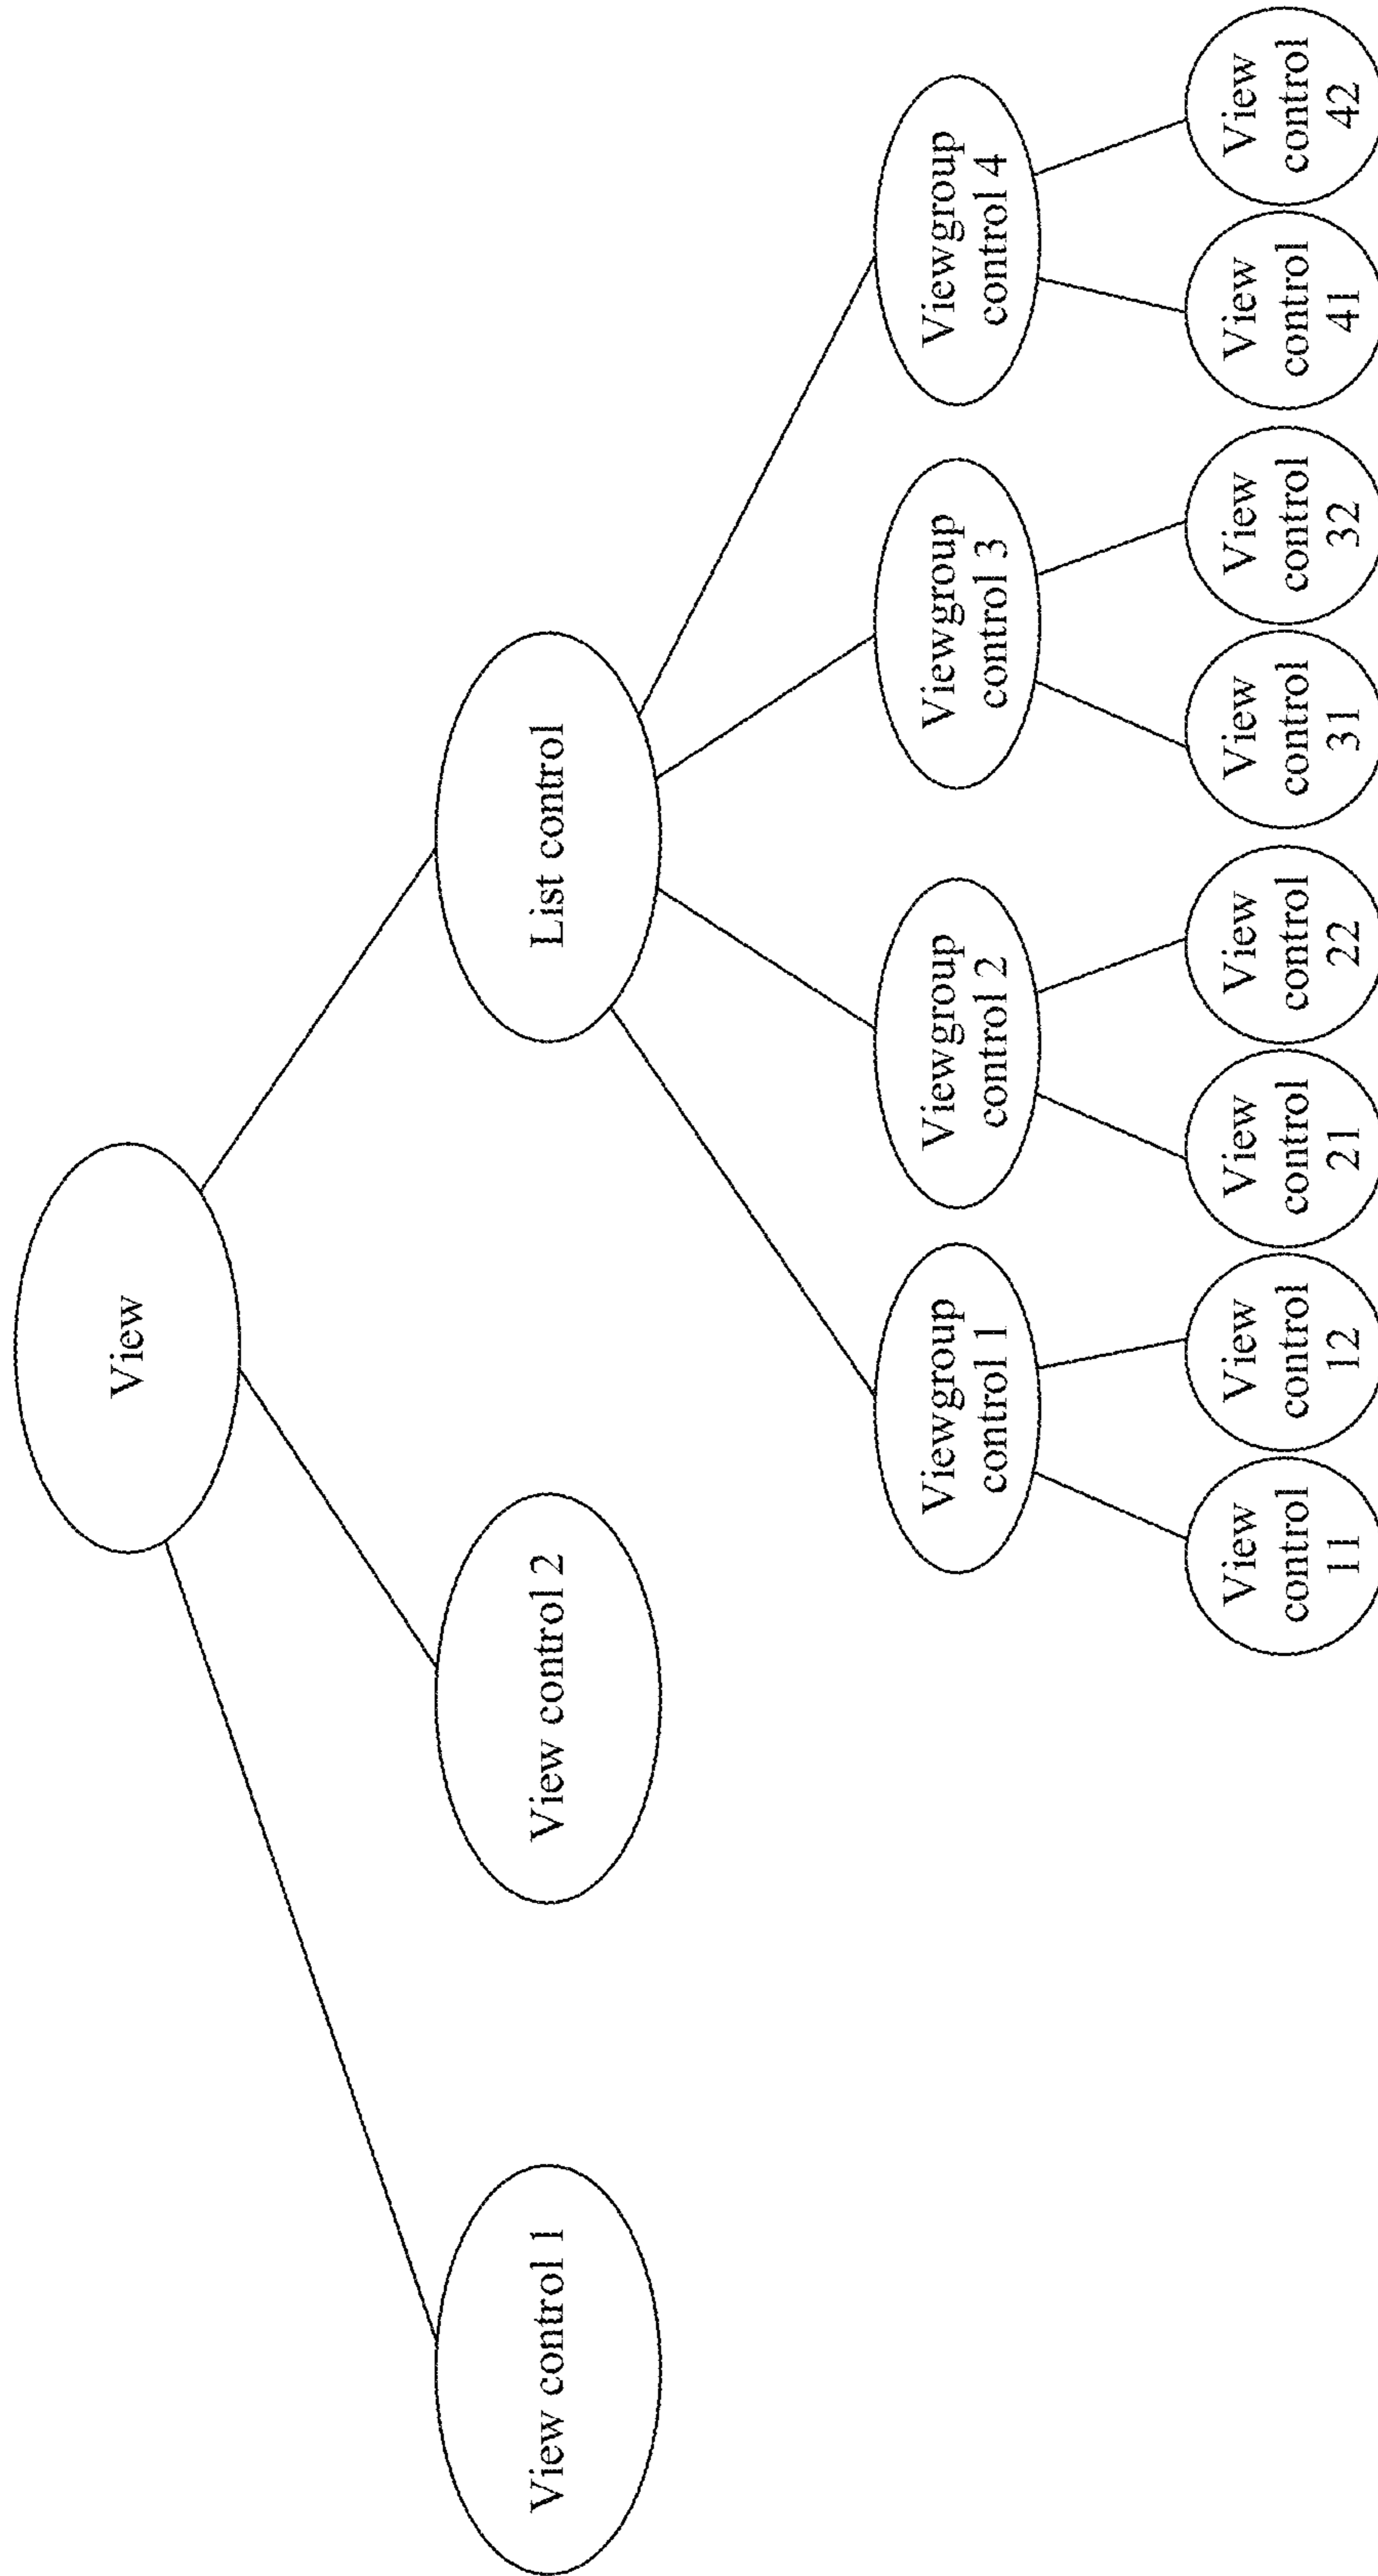 View
View control 1
View control 2
List control
Viewgroup
control 1
Viewgroup
control 2
Viewgroup
control 3
Viewgroup
control 4
View
control
11
View
control
12
View
control
21
View
control
22
View
control
31
View
control
32
View
control
41
View
control
42